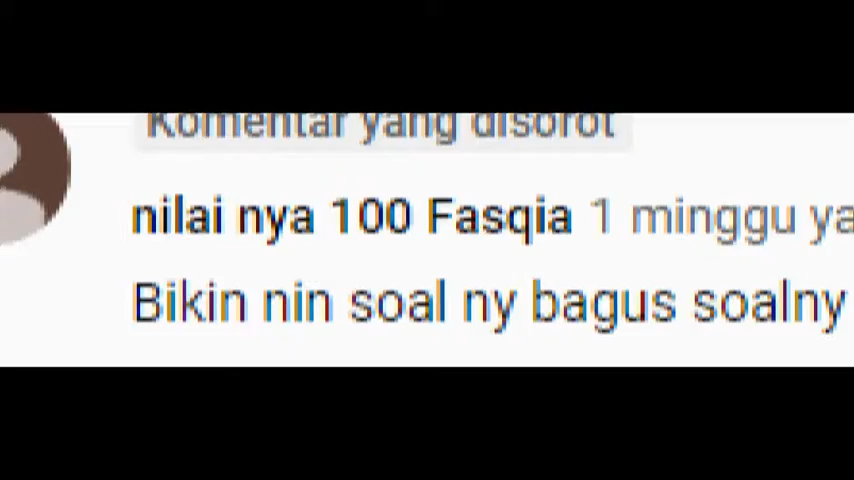 Komentar yang disorot
nilai nya 100 Fasqia 1 minggu ya
Bikin nin soal ny bagus soalny